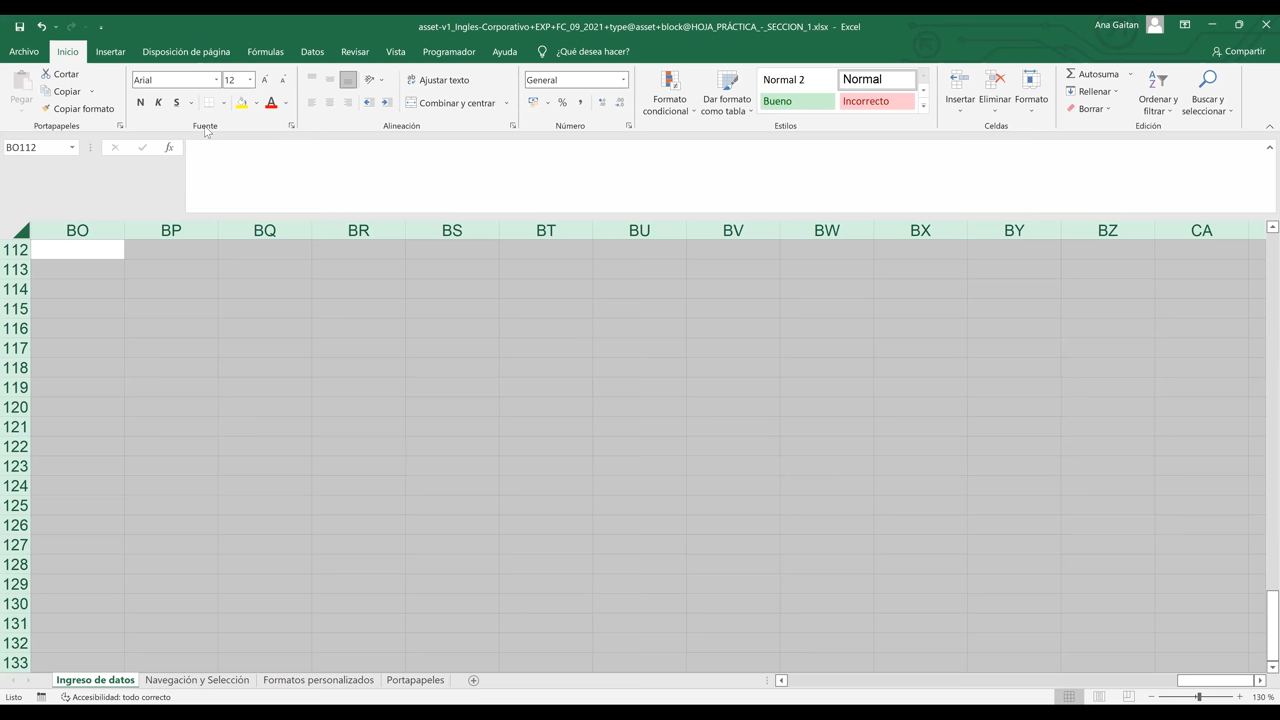 asset-v1_Ingles-Corporativo+EXP+FC_09_2021+type@asset+block@HOJA_PRÁCTICA_-_SECCION_1.xlsx - Excel
Ana Gaitan
Archivo Inicio Insertar Disposición de página Fórmulas Datos Revisar Vista Programador Ayuda ¿Qué desea hacer? Compartir
Pegar
Cortar
Copiar
Copiar formato
Portapapeles
Arial 12
N K S
Fuente
Ajustar texto
Combinar y centrar
Alineación
General
%
Número
Formato condicional
Dar formato como tabla
Normal 2 Normal
Bueno Incorrecto
Estilos
Insertar Eliminar Formato
Celdas
Autosuma
Rellenar
Borrar
Ordenar y filtrar
Buscar y seleccionar
Edición
BO112
fx
BO BP BQ BR BS BT BU BV BW BX BY BZ CA
112
113
114
115
116
117
118
119
120
121
122
123
124
125
126
127
128
129
130
131
132
133
Ingreso de datos Navegación y Selección Formatos personalizados Portapapeles
Listo Accesibilidad: todo correcto 130 %